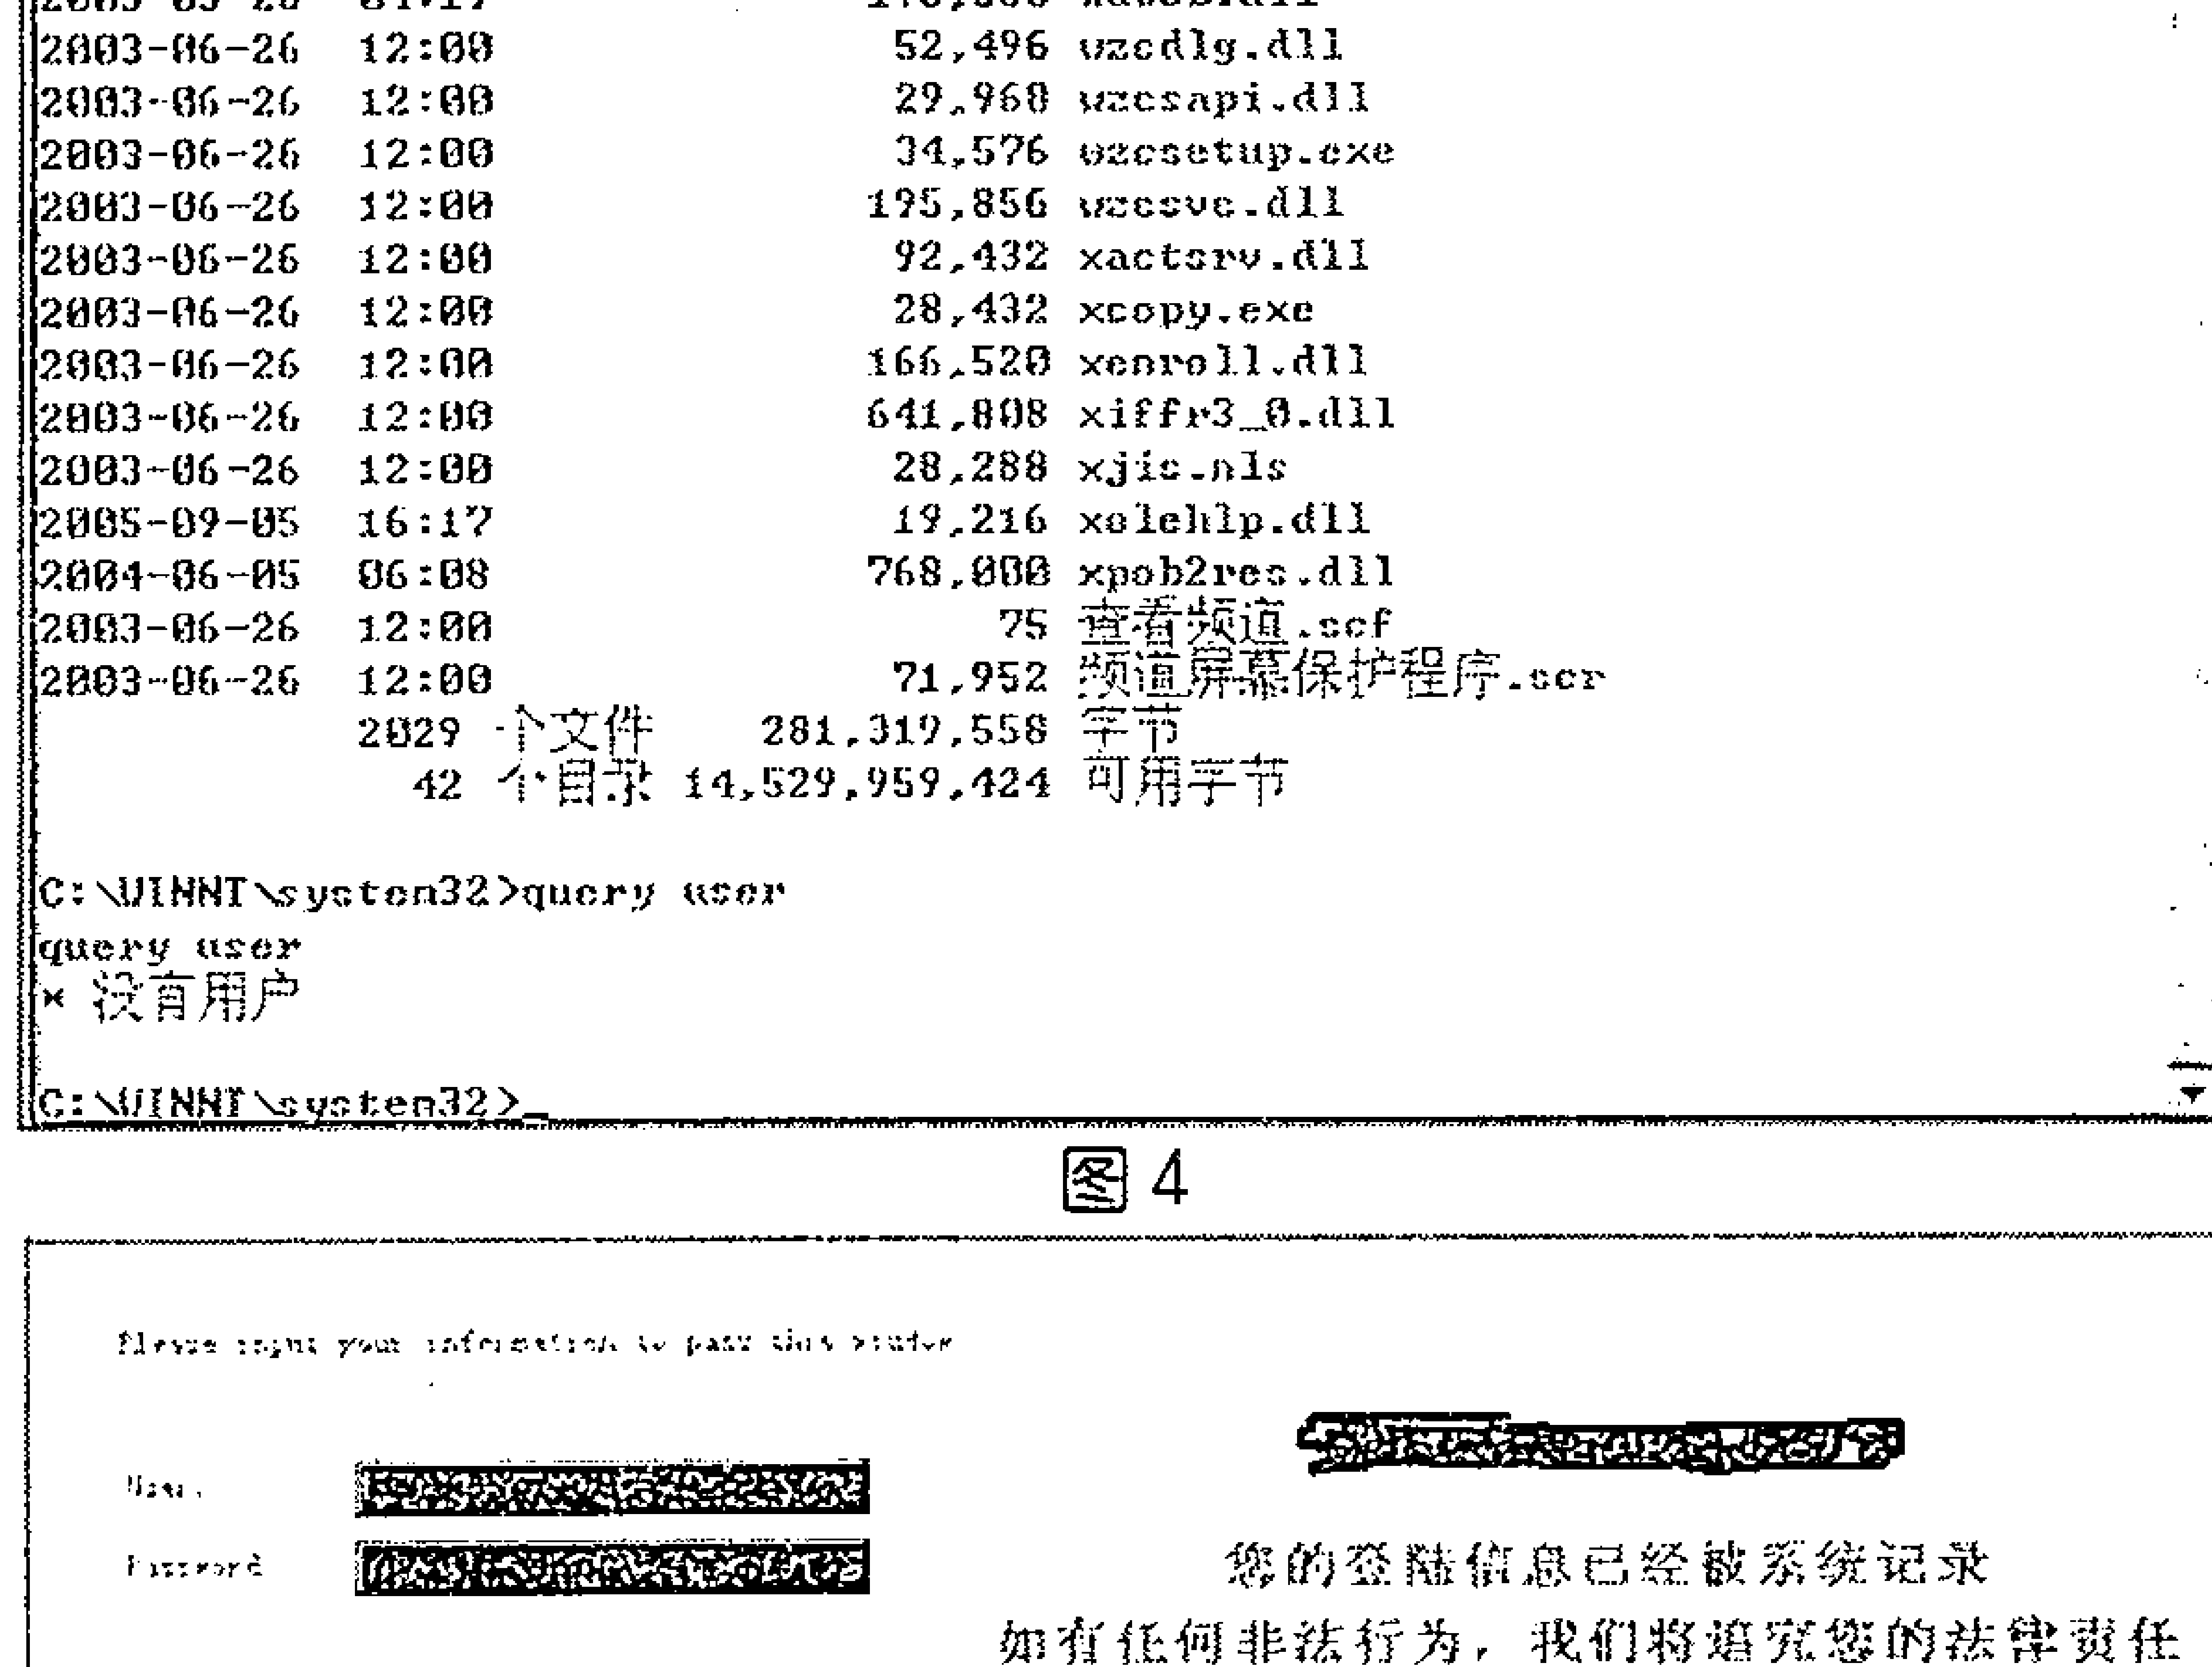 2003-06-26 12:00 52,496 wzcdlg.dll
2003-06-26 12:00 29,968 wzcsapi.dll
2003-06-26 12:00 34,576 wzcsetup.exe
2003-06-26 12:00 195,856 wzcsvc.dll
2003-06-26 12:00 92,432 xactsrv.dll
2003-06-26 12:00 28,432 xcopy.exe
2003-06-26 12:00 166,520 xenroll.dll
2003-06-26 12:00 641,808 xiffr3_0.dll
2003-06-26 12:00 28,288 xjis.nls
2005-09-05 16:17 19,216 xolehlp.dll
2004-06-05 06:08 768,000 xpob2res.dll
2003-06-26 12:00 75 查看频道.scf
2003-06-26 12:00 71,952 频道屏幕保护程序.scr
2029 个文件 281,319,558 字节
42 个目录 14,529,959,424 可用字节
C:\WINNT\system32>query user
query user
* 没有用户
C:\WINNT\system32>_
图 4
Please input your information to pass this window
User
Password
您的登陆信息已经被系统记录
如有任何非法行为，我们将追究您的法律责任